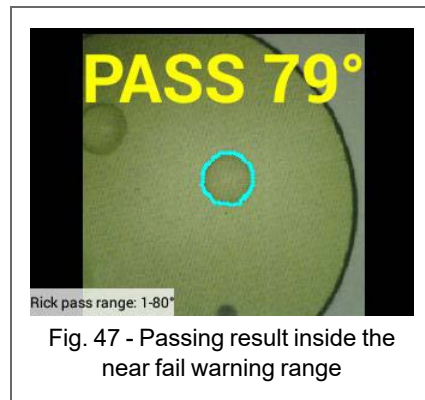 PASS 79°
Rick pass range: 1-80°
Fig. 47 - Passing result inside the
near fail warning range